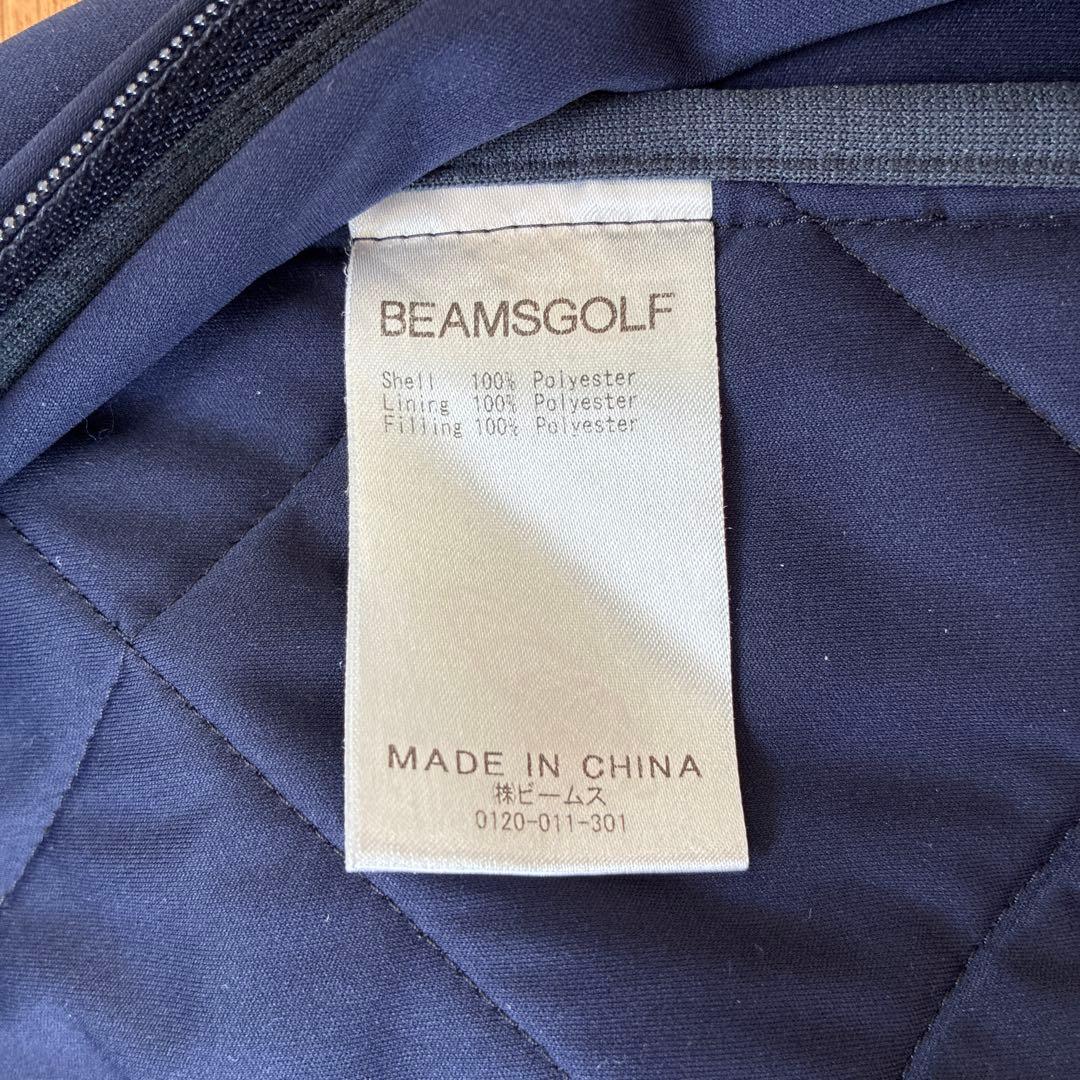 BEAMSGOLF
Shell 100% Polyester
Lining 100% Polyester
Filling 100% Polyester
MADE IN CHINA
株ビームス
0120-011-301